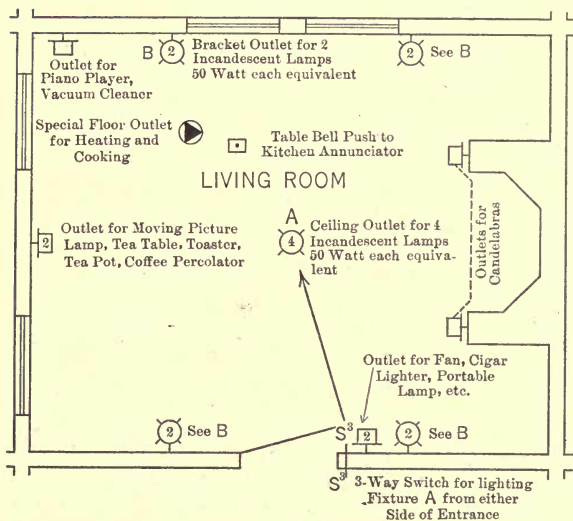 B
2
Bracket Outlet for 2
Incandescent Lamps
50 Watt each equivalent
2
See B
Outlet for
Piano Player,
Vacuum Cleaner
Special Floor Outlet
for Heating and
Cooking
Table Bell Push to
Kitchen Annunciator
LIVING ROOM
2
Outlet for Moving Picture
Lamp, Tea Table, Toaster,
Tea Pot, Coffee Percolator
A
4
Ceiling Outlet for 4
Incandescent Lamps
50 Watt each equiva-
lent
Outlets for
Candelabras
Outlet for Fan, Cigar
Lighter, Portable
Lamp, etc.
2
See B
S³
2
2
See B
S³
3-Way Switch for lighting
Fixture A from either
Side of Entrance